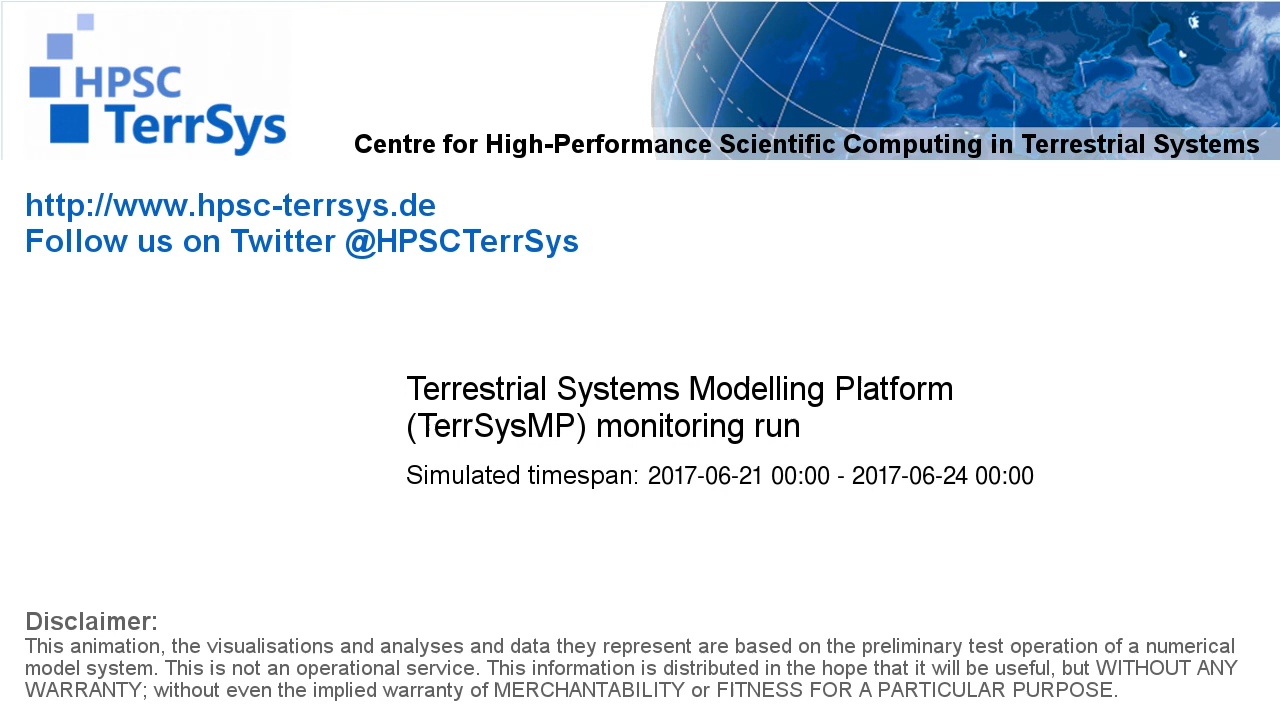 HPSC
TerrSys
Centre for High-Performance Scientific Computing in Terrestrial Systems
http://www.hpsc-terrsys.de
Follow us on Twitter @HPSCTerrSys
Terrestrial Systems Modelling Platform
(TerrSysMP) monitoring run
Simulated timespan: 2017-06-21 00:00 - 2017-06-24 00:00
Disclaimer:
This animation, the visualisations and analyses and data they represent are based on the preliminary test operation of a numerical
model system. This is not an operational service. This information is distributed in the hope that it will be useful, but WITHOUT ANY
WARRANTY; without even the implied warranty of MERCHANTABILITY or FITNESS FOR A PARTICULAR PURPOSE.